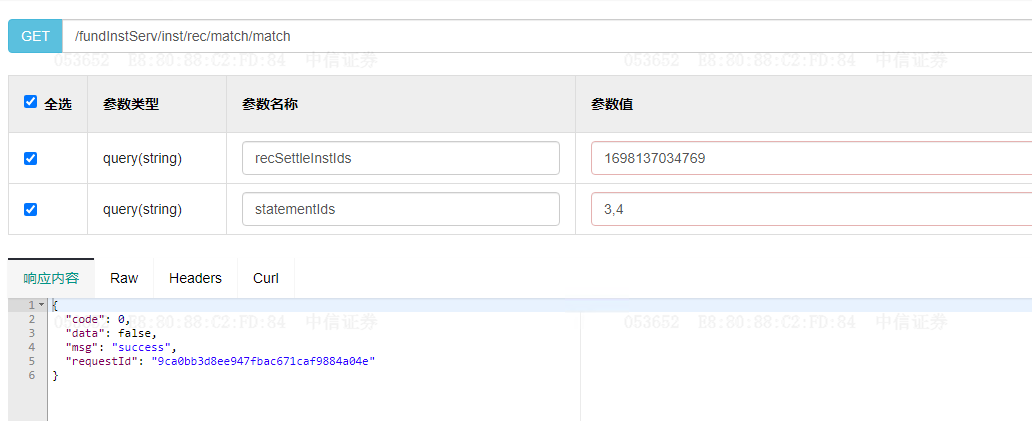 GET /fundInstServ/inst/rec/match/match
053652 E8:80:88:C2:FD:84 中信证券 053652 E8:80:88:C2:FD:84 中信证券
全选 参数类型 参数名称 参数值
query(string) recSettleInstIds 1698137034769
query(string) statementIds 3,4
响应内容 Raw Headers Curl
1 {
2 "code": 0,
053652 E8:80:88:C2:FD:84 中信证券 053652 E8:80:88:C2:FD:84 中信证券
3 "data": false,
4 "msg": "success",
5 "requestId": "9ca0bb3d8ee947fbac671caf9884a04e"
6 }